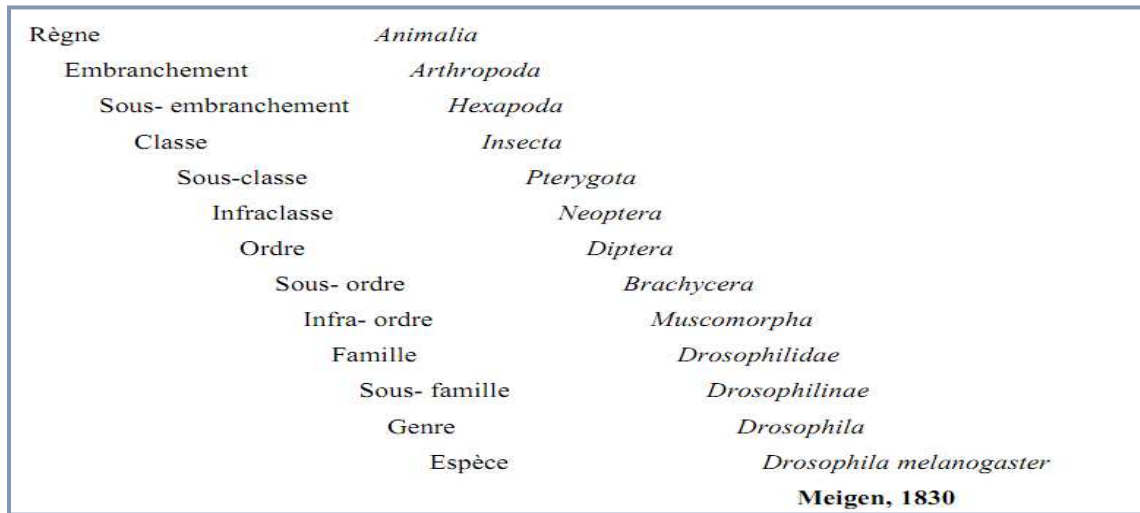 Règne Animalia
Embranchement Arthropoda
Sous- embranchement Hexapoda
Classe Insecta
Sous-classe Pterygota
Infraclasse Neoptera
Ordre Diptera
Sous- ordre Brachycera
Infra- ordre Muscomorpha
Famille Drosophilidae
Sous- famille Drosophilinae
Genre Drosophila
Espèce Drosophila melanogaster
Meigen, 1830